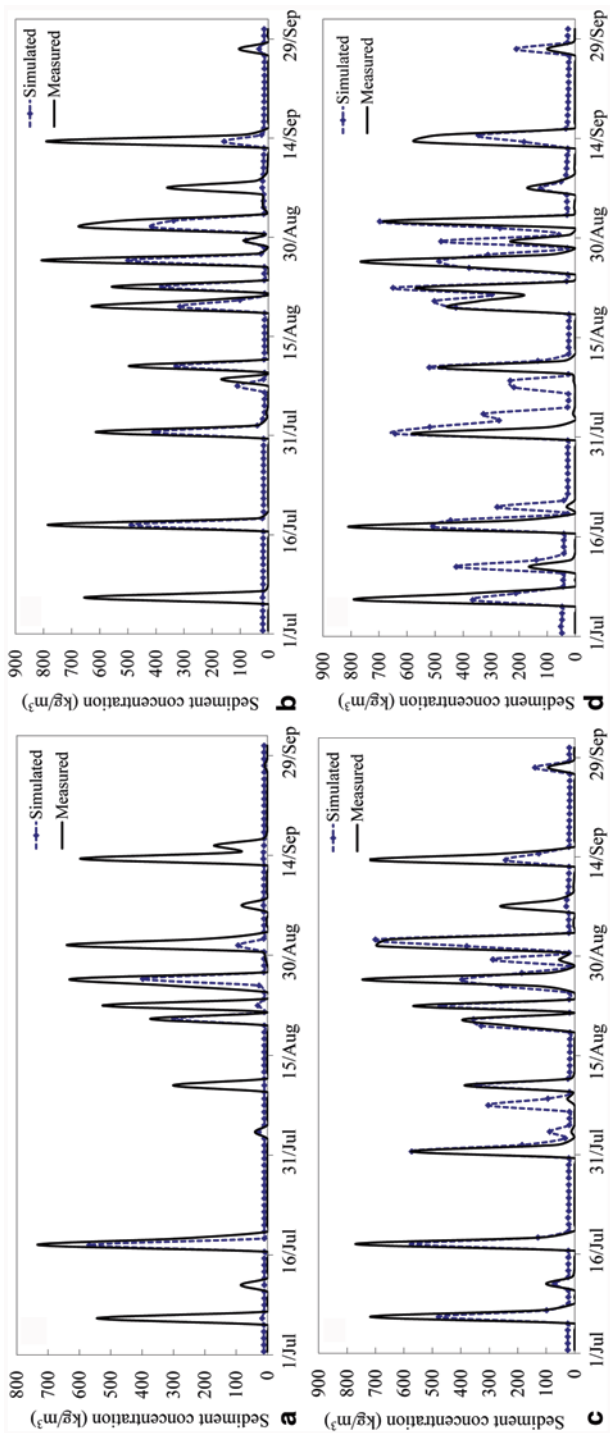 800
700
600
500
400
300
200
100
0
Sediment concentration (kg/m³)
Simulated
Measured
1/Jul
16/Jul
31/Jul
15/Aug
30/Aug
14/Sep
29/Sep
a
900
800
700
600
500
400
300
200
100
0
Sediment concentration (kg/m³)
Simulated
Measured
1/Jul
16/Jul
31/Jul
15/Aug
30/Aug
14/Sep
29/Sep
b
900
800
700
600
500
400
300
200
100
0
Sediment concentration (kg/m³)
Simulated
Measured
1/Jul
16/Jul
31/Jul
15/Aug
30/Aug
14/Sep
29/Sep
c
900
800
700
600
500
400
300
200
100
0
Sediment concentration (kg/m³)
Simulated
Measured
1/Jul
16/Jul
31/Jul
15/Aug
30/Aug
14/Sep
29/Sep
d